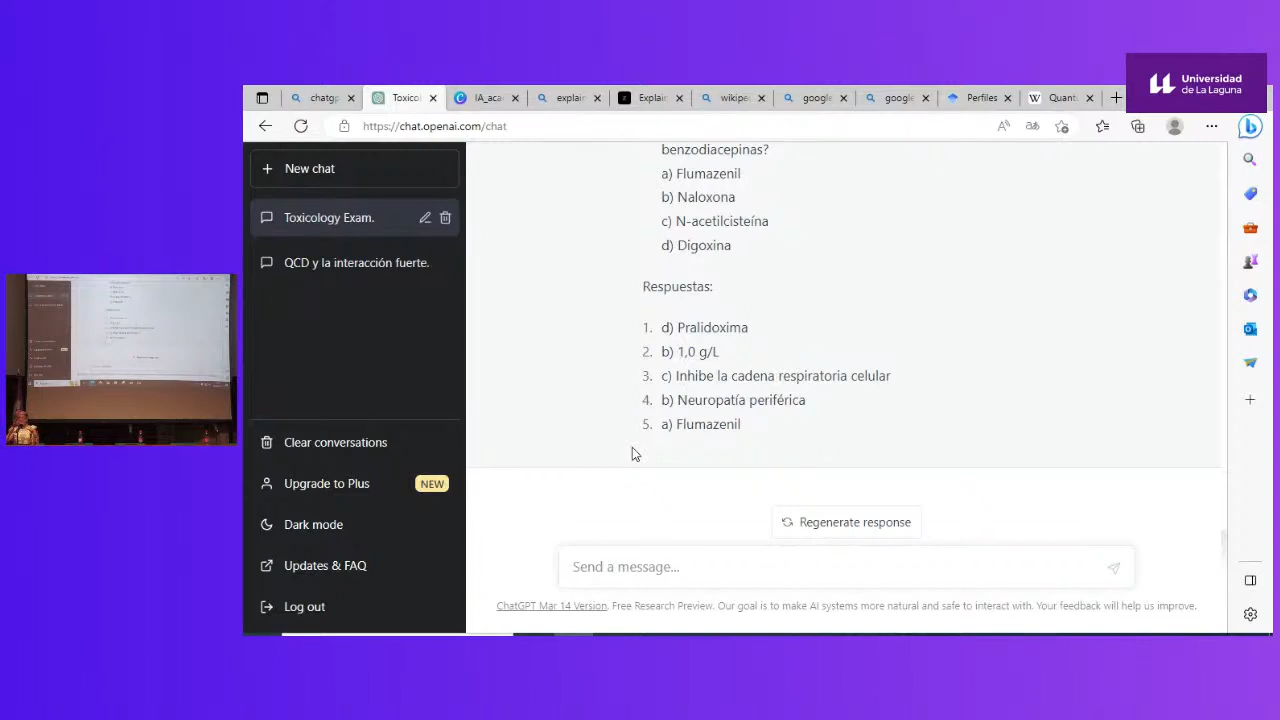 Universidad
de La Laguna
chatgp
Toxicol
IA_aca
explain
Explain
wikipe
google
google
Perfiles
Quant
https://chat.openai.com/chat
New chat
Toxicology Exam.
QCD y la interacción fuerte.
benzodiacepinas?
a) Flumazenil
b) Naloxona
c) N-acetilcisteína
d) Digoxina
Respuestas:
1. d) Pralidoxima
2. b) 1,0 g/L
3. c) Inhibe la cadena respiratoria celular
4. b) Neuropatía periférica
5. a) Flumazenil
Clear conversations
Upgrade to Plus NEW
Dark mode
Updates & FAQ
Log out
Regenerate response
Send a message...
ChatGPT Mar 14 Version. Free Research Preview. Our goal is to make AI systems more natural and safe to interact with. Your feedback will help us improve.